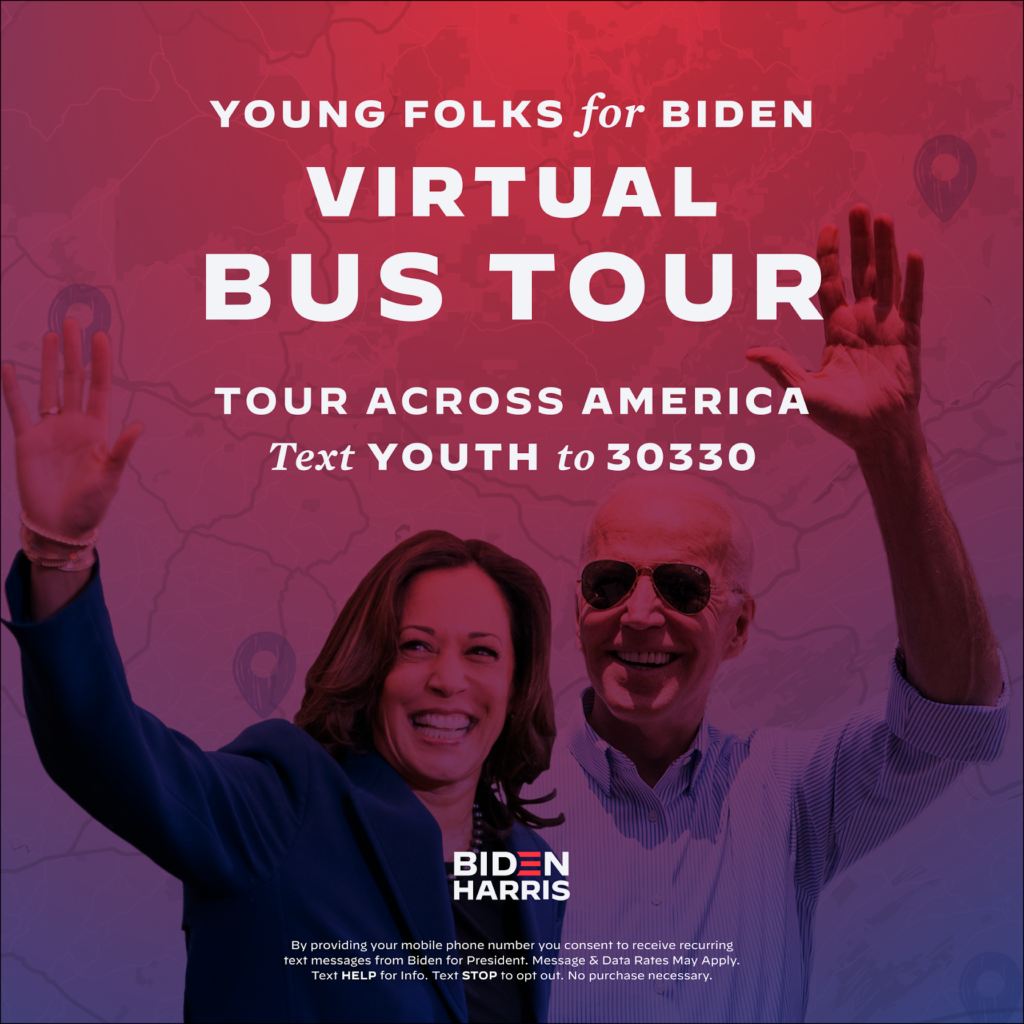 YOUNG FOLKS for BIDEN
VIRTUAL
BUS TOUR
TOUR ACROSS AMERICA
Text YOUTH to 30330
BIDEN
HARRIS
By providing your mobile phone number you consent to receive recurring
text messages from Biden for President. Message & Data Rates May Apply.
Text HELP for Info. Text STOP to opt out. No purchase necessary.